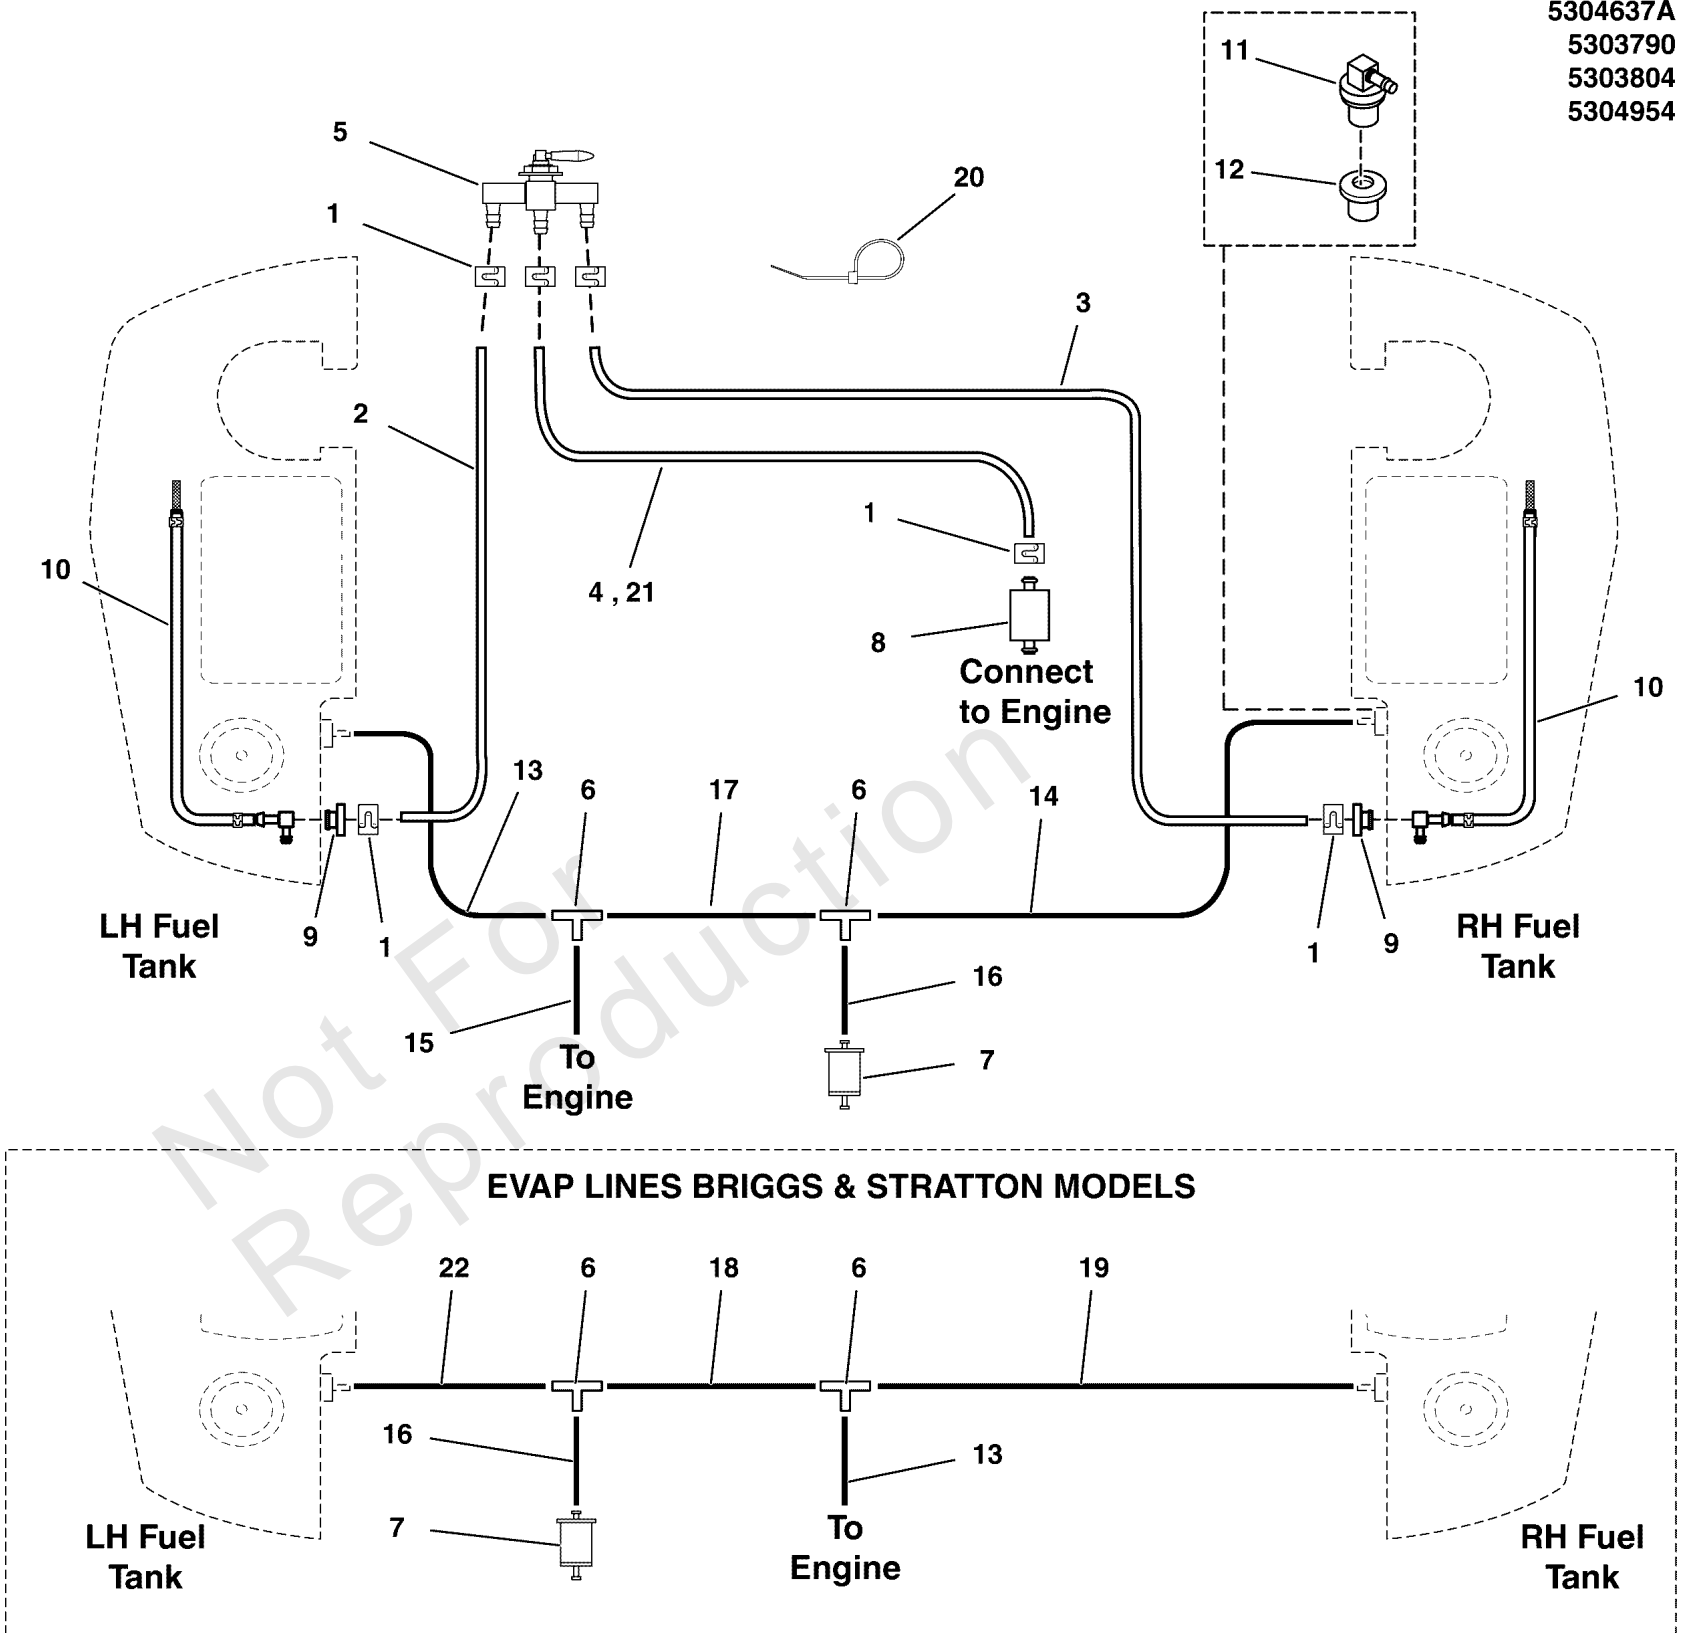 5304637A
5303790
5303804
5304954
11
12
5
20
1
3
2
1
10
4 , 21
8
Connect
to Engine
10
13
6
17
6
14
LH Fuel
Tank
9
1
1
9
RH Fuel
Tank
16
15
To
Engine
7
Not For
Reproduction
EVAP LINES BRIGGS & STRATTON MODELS
22
6
18
6
19
16
13
7
LH Fuel
Tank
To
Engine
RH Fuel
Tank